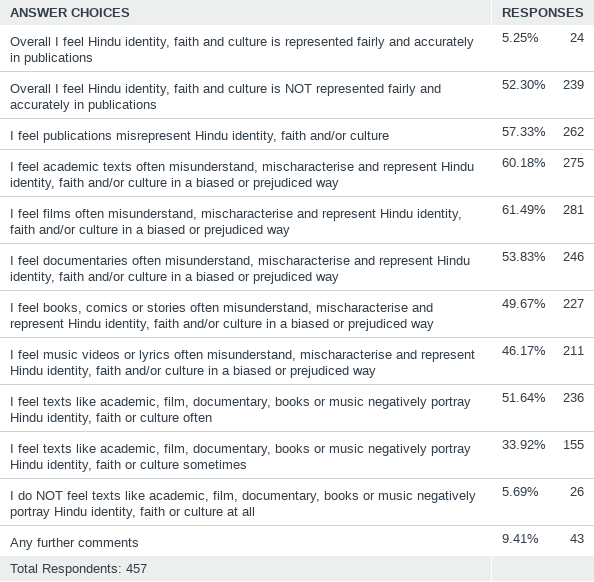 ANSWER CHOICES RESPONSES
Overall I feel Hindu identity, faith and culture is represented fairly and accurately 5.25% 24
in publications
Overall I feel Hindu identity, faith and culture is NOT represented fairly and 52.30% 239
accurately in publications
I feel publications misrepresent Hindu identity, faith and/or culture 57.33% 262
I feel academic texts often misunderstand, mischaracterise and represent Hindu 60.18% 275
identity, faith and/or culture in a biased or prejudiced way
I feel films often misunderstand, mischaracterise and represent Hindu identity, 61.49% 281
faith and/or culture in a biased or prejudiced way
I feel documentaries often misunderstand, mischaracterise and represent Hindu 53.83% 246
identity, faith and/or culture in a biased or prejudiced way
I feel books, comics or stories often misunderstand, mischaracterise and 49.67% 227
represent Hindu identity, faith and/or culture in a biased or prejudiced way
I feel music videos or lyrics often misunderstand, mischaracterise and represent 46.17% 211
Hindu identity, faith and/or culture in a biased or prejudiced way
I feel texts like academic, film, documentary, books or music negatively portray 51.64% 236
Hindu identity, faith or culture often
I feel texts like academic, film, documentary, books or music negatively portray 33.92% 155
Hindu identity, faith or culture sometimes
I do NOT feel texts like academic, film, documentary, books or music negatively 5.69% 26
portray Hindu identity, faith or culture at all
Any further comments 9.41% 43
Total Respondents: 457